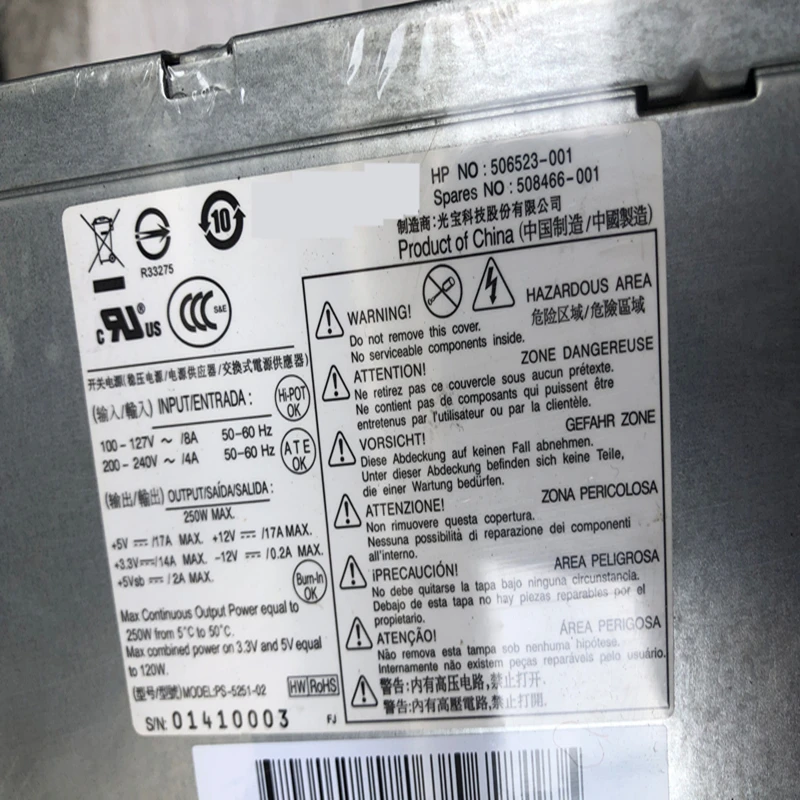 HP NO : 506523-001
Spares NO : 508466-001
制造商：光宝科技股份有限公司
Product of China (中国制造/中國製造)
10
R33275
c RU ® US
CCC S&E
开关电源(稳压电源/电源供应器/交換式電源供應器)
(输入/輸入) INPUT/ENTRADA :
100-127V ~ /8A 50-60 Hz
200-240V ~ /4A 50-60 Hz
Hi-POT
OK
ATE
OK
(输出/輸出) OUTPUT/SAÍDA/SALIDA :
250W MAX.
+5V ⎓ /17A MAX. +12V ⎓ /17A MAX.
+3.3V⎓/14A MAX. -12V ⎓ /0.2A MAX.
+5Vsb ⎓ / 2A MAX.
Burn-In
OK
Max Continuous Output Power equal to
250W from 5°C to 50°C.
Max combined power on 3.3V and 5V equal
to 120W.
(型号/型號) MODEL:PS-5251-02
HW RoHS
S/N: 01410003 FJ
WARNING!
HAZARDOUS AREA
危险区域/危險區域
Do not remove this cover.
No serviceable components inside.
ATTENTION!
ZONE DANGEREUSE
Ne retirez pas ce couvercle sous aucun prétexte.
Ne contient pas de composants qui puissent être
entretenus par l'utilisateur ou par la clientèle.
VORSICHT!
GEFAHR ZONE
Diese Abdeckung auf keinen Fall abnehmen.
Unter dieser Abdeckung befinden sich keine Teile,
die einer Wartung bedürfen.
ATTENZIONE!
ZONA PERICOLOSA
Non rimuovere questa copertura.
Nessuna possibilità di reparazione dei componenti
all'interno.
¡PRECAUCIÓN!
AREA PELIGROSA
No debe quitarse la tapa bajo ninguna circunstancia.
Debajo de esta tapa no hay piezas reparables por el
propietario.
ATENÇÃO!
ÁREA PERIGOSA
Não remova esta tampa sob nenhuma hipótese.
Internamente não existem peças reparáveis pelo usuário.
警告:内有高压电路,禁止打开.
警告:內有高壓電路,禁止打開.